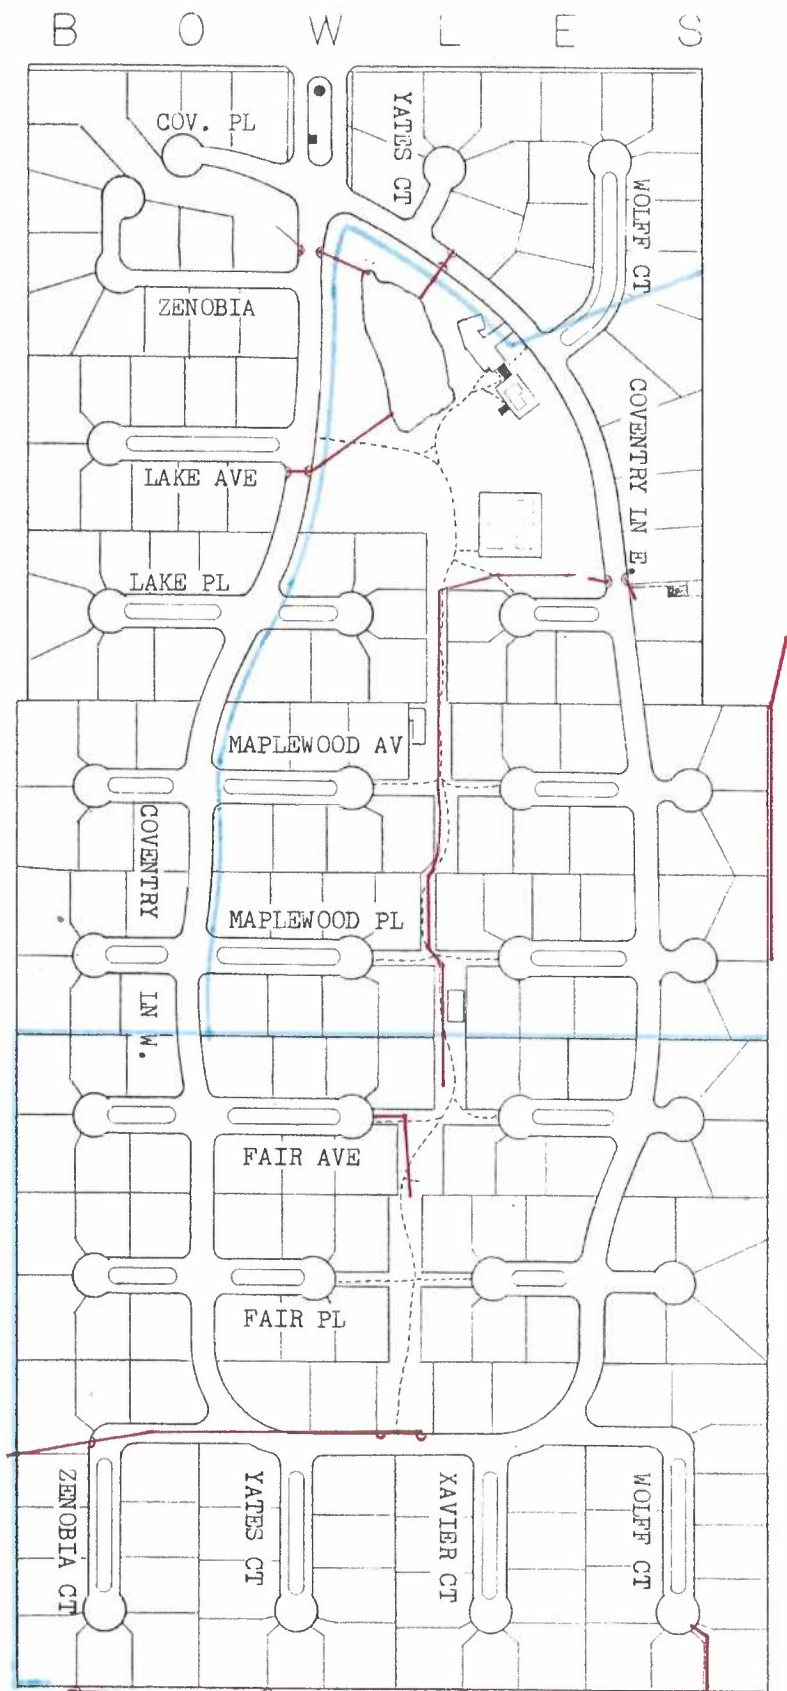 B O W L E S
COV. PL
YATES CT
WOLFF CT
ZENOBIA
COVENTRY LN E.
LAKE AVE
LAKE PL
MAPLEWOOD AV
COVENTRY
MAPLEWOOD PL
LN W.
FAIR AVE
FAIR PL
ZENOBIA CT
YATES CT
XAVIER CT
WOLFF CT